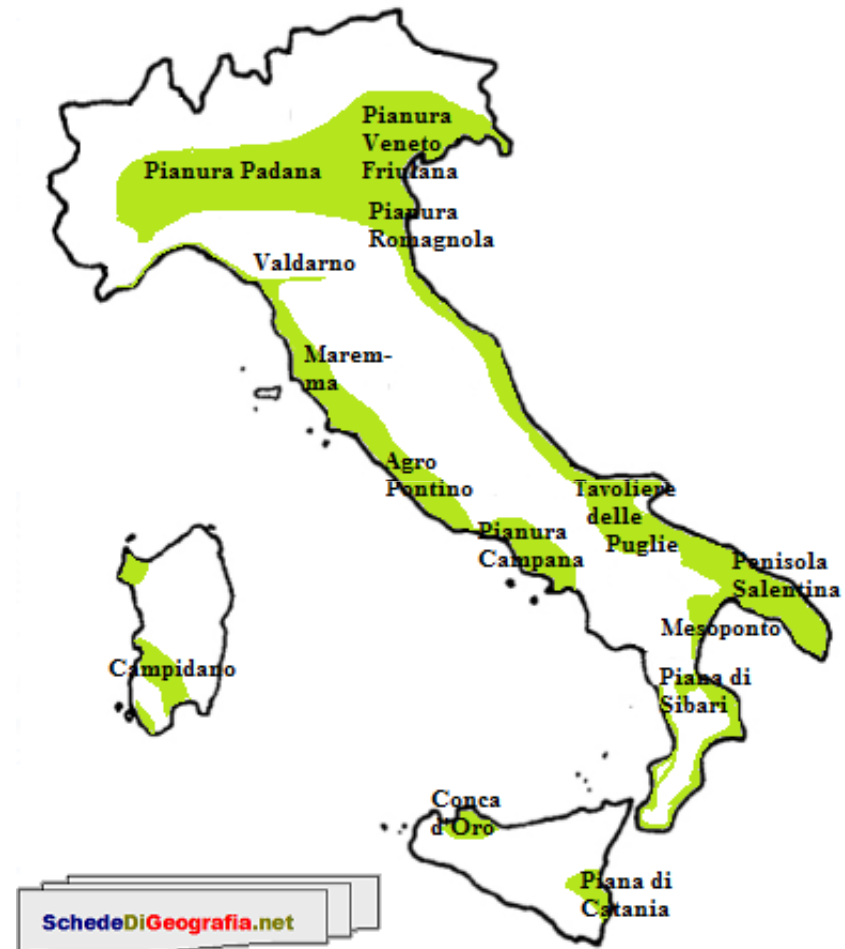 Pianura
Veneto
Friulana
Pianura Padana
Pianura
Romagnola
Valdarno
Marem-
ma
Agro
Pontino
Pianura
Campana
Tavoliere
delle
Puglie
Penisola
Salentina
Mesoponto
Piana di
Sibari
Campidano
Conca
d'Oro
Piana di
Catania
SchedeDiGeografia.net